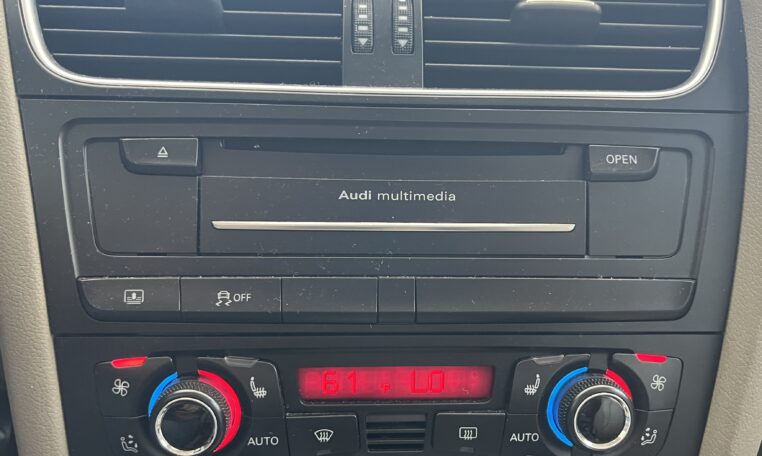 OPEN
Audi multimedia
OFF
61 °F LO
AUTO
AUTO